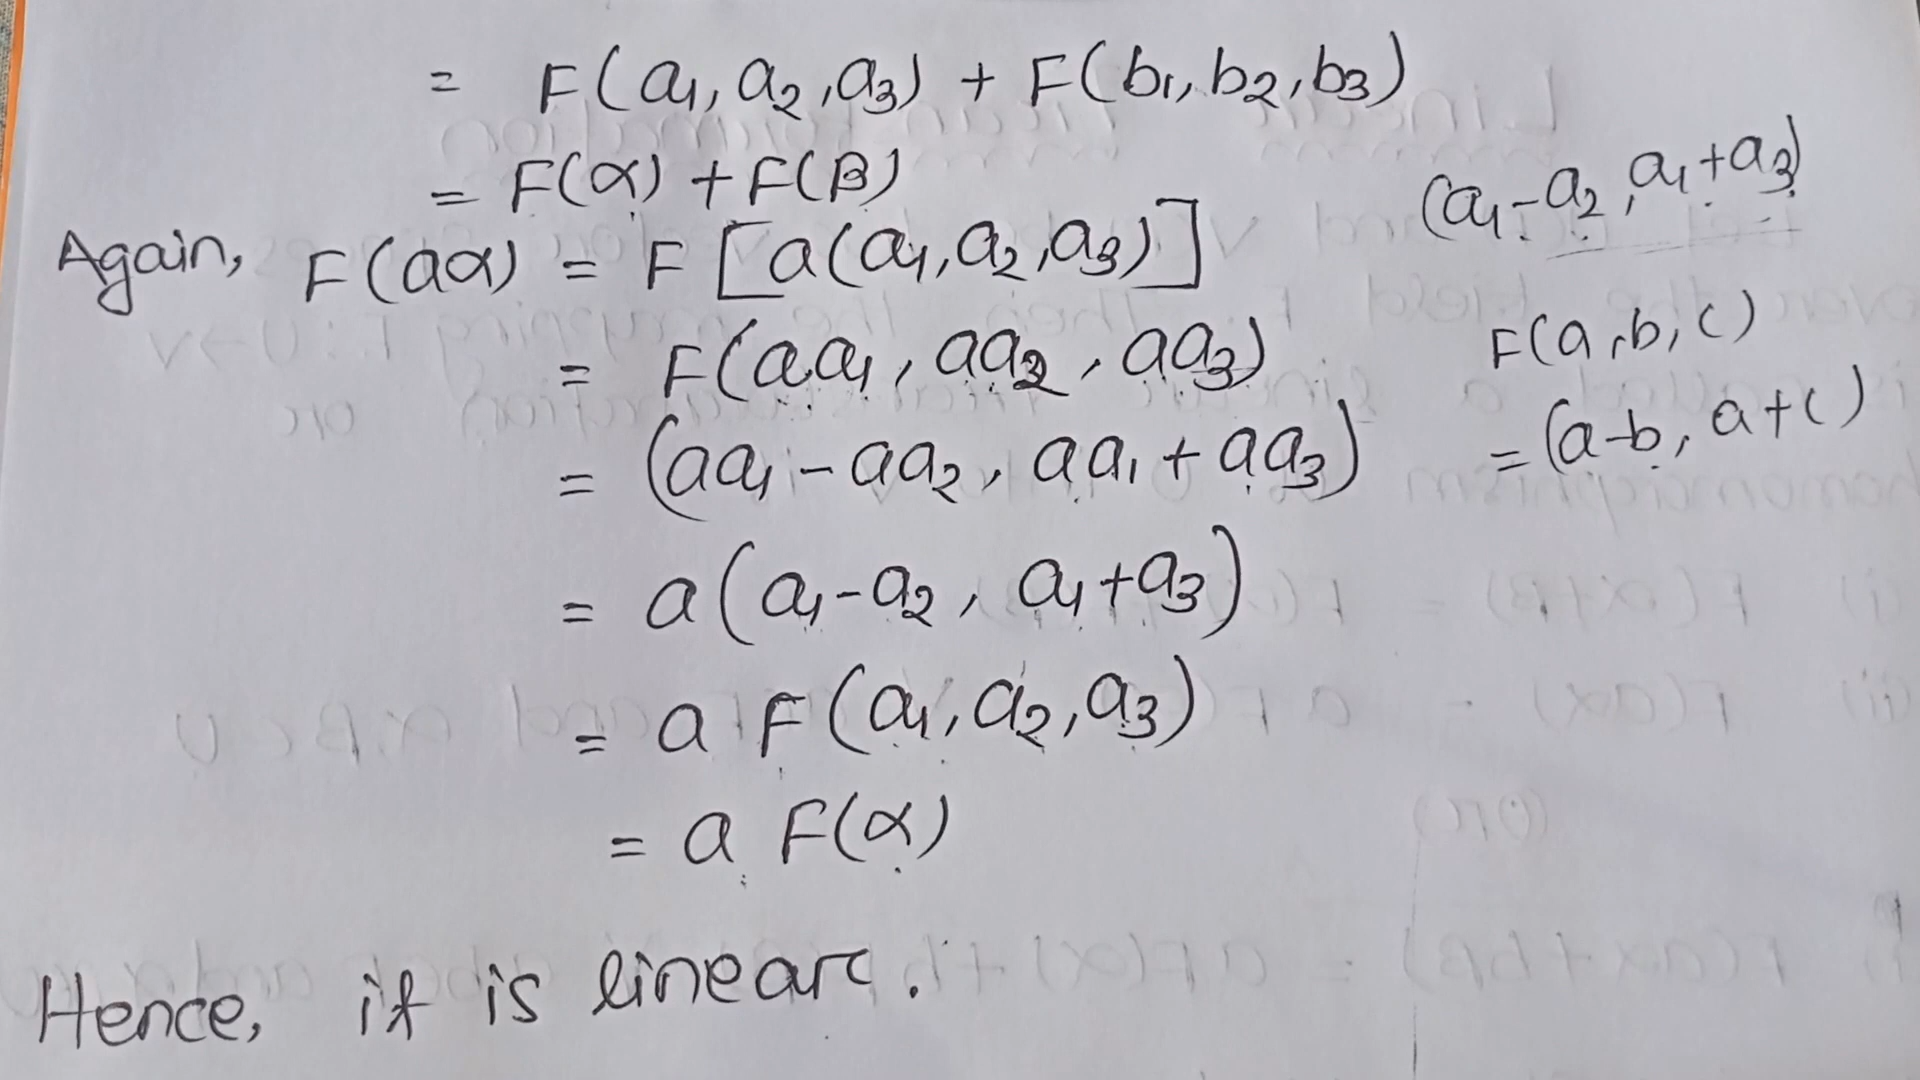 = F(a₁, a₂, a₃) + F(b₁, b₂, b₃)
= F(α) + F(β)
(a₁-a₂, a₁+a₃)
Again, F(aα) = F[a(a₁, a₂, a₃)]
= F(aa₁, aa₂, aa₃)
F(a, b, c)
= (aa₁ - aa₂, aa₁ + aa₃)
= (a-b, a+c)
= a(a₁-a₂, a₁+a₃)
= a F(a₁, a₂, a₃)
= a F(α)
Hence, it is linear.